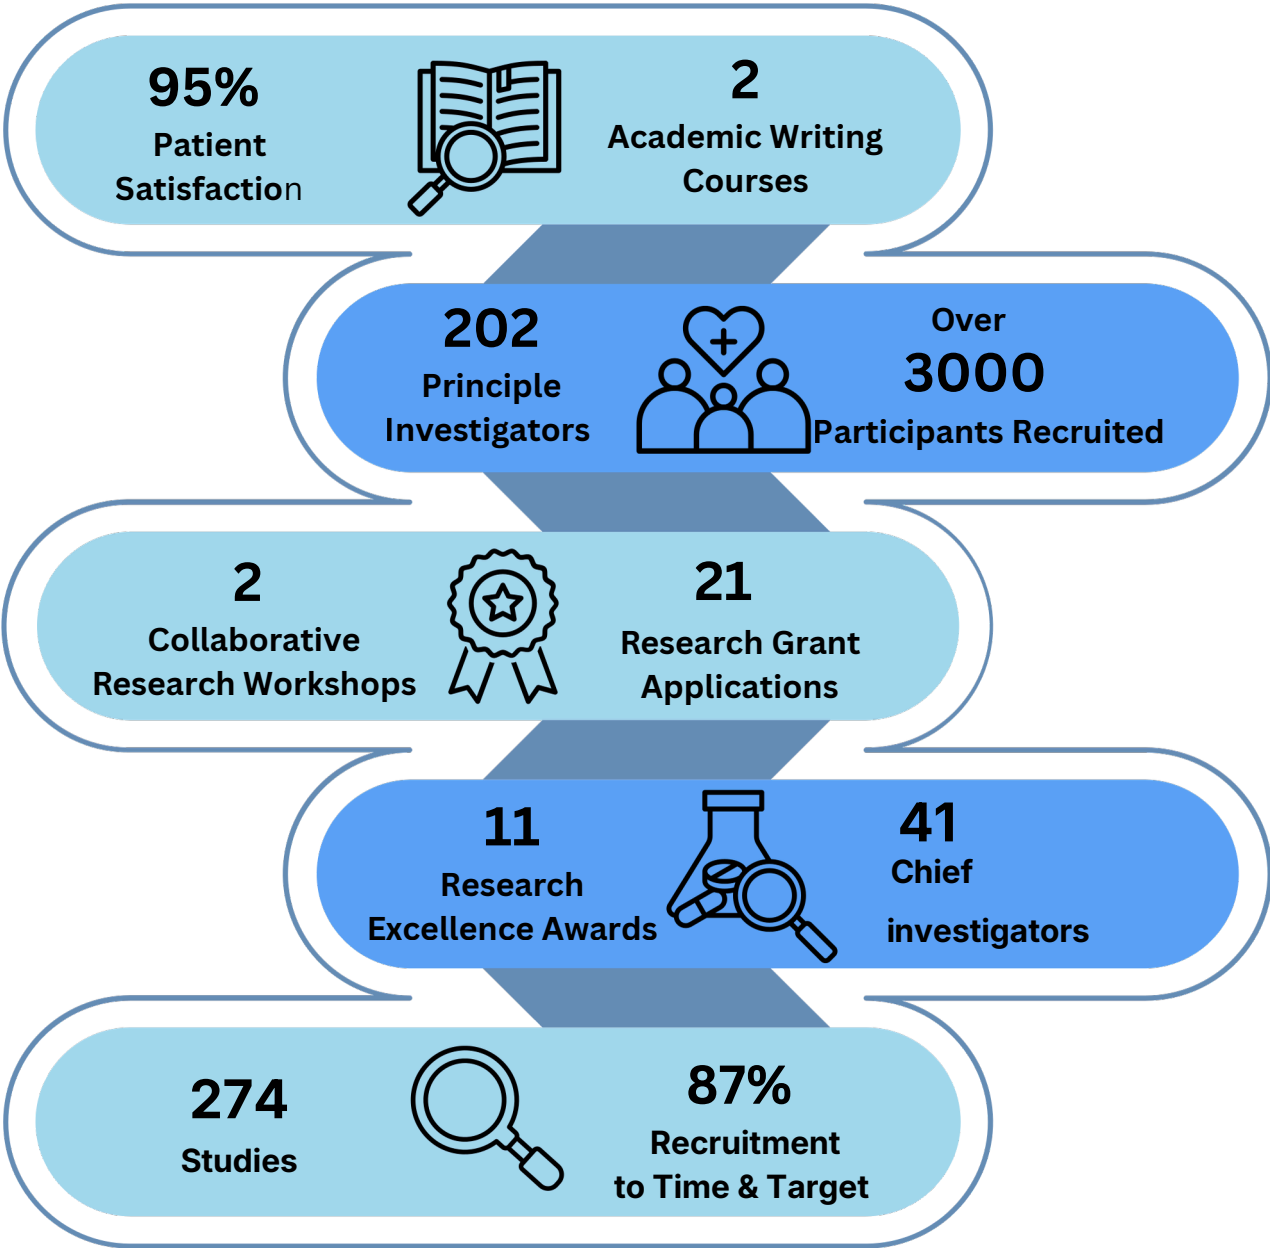 95%
Patient
Satisfaction
2
Academic Writing
Courses
202
Principle
Investigators
Over
3000
Participants Recruited
2
Collaborative
Research Workshops
21
Research Grant
Applications
11
Research
Excellence Awards
41
Chief
investigators
274
Studies
87%
Recruitment
to Time & Target